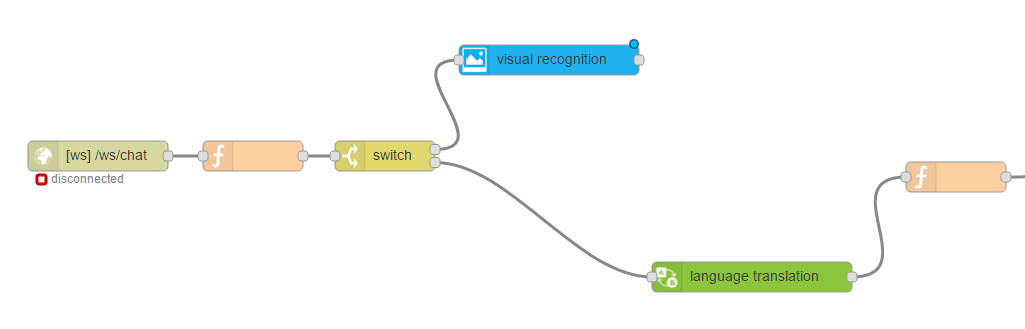 visual recognition
[ws] /ws/chat
switch
disconnected
language translation